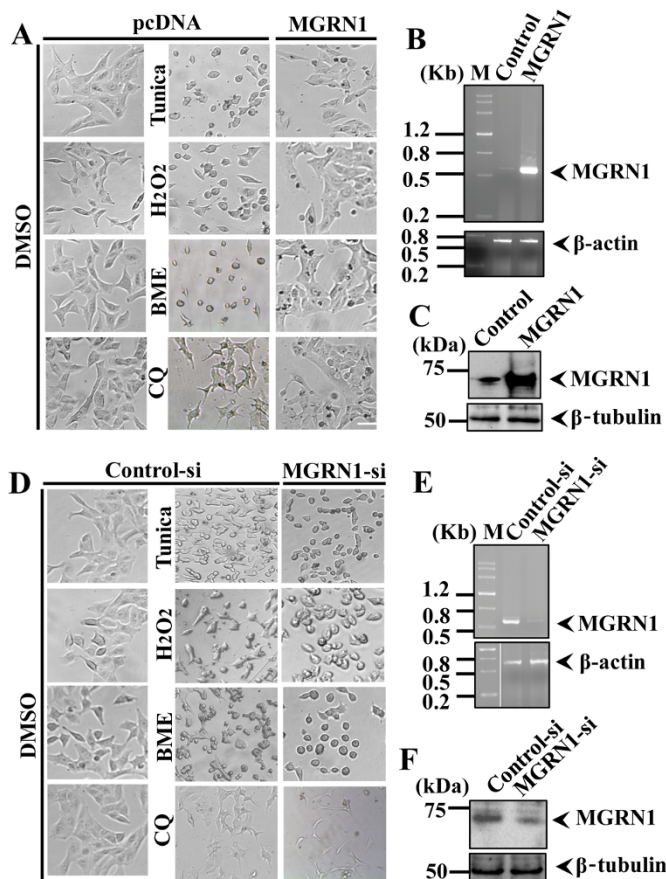 A
pcDNA
MGRN1
DMSO
Tunica
H2O2
BME
CQ
B
Control
MGRN1
(Kb) M
1.2
0.8
0.5
0.2
MGRN1
0.8
0.5
0.2
β-actin
C
Control
MGRN1
(kDa)
75
MGRN1
50
β-tubulin
D
Control-si
MGRN1-si
DMSO
Tunica
H2O2
BME
CQ
E
Control-si
MGRN1-si
(Kb) M
1.2
0.8
0.5
MGRN1
0.8
0.5
0.2
β-actin
F
Control-si
MGRN1-si
(kDa)
75
MGRN1
50
β-tubulin